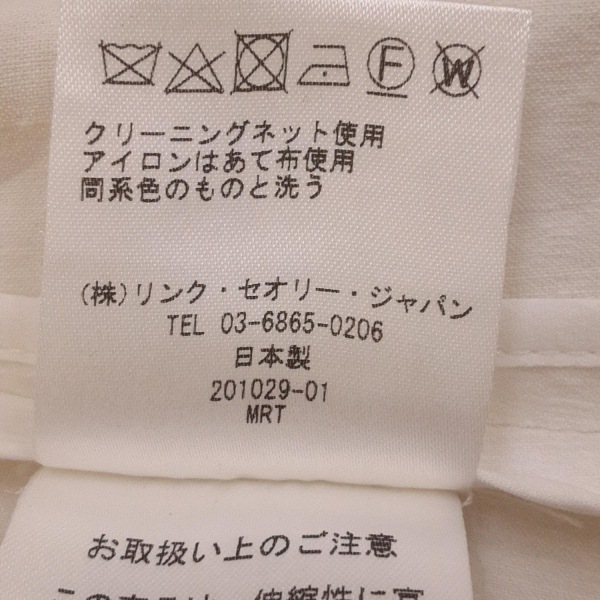 F W
クリーニングネット使用
アイロンはあて布使用
同系色のものと洗う
(株)リンク・セオリー・ジャパン
TEL 03-6865-0206
日本製
201029-01
MRT
お取扱い上のご注意